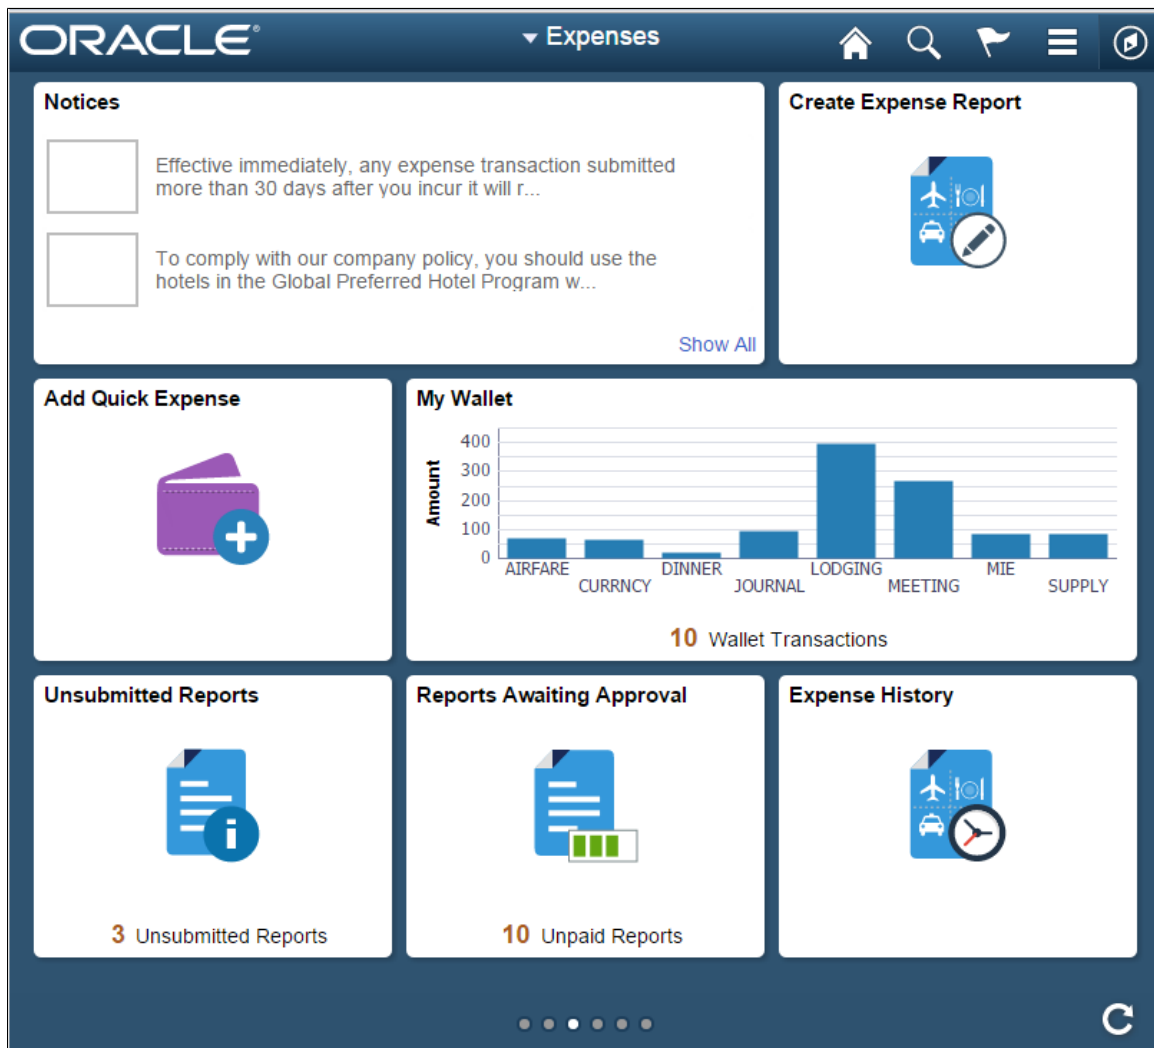 ORACLE®
Expenses
Notices
Effective immediately, any expense transaction submitted
more than 30 days after you incur it will r...
To comply with our company policy, you should use the
hotels in the Global Preferred Hotel Program w...
Show All
Create Expense Report
Add Quick Expense
My Wallet
Amount
400
300
200
100
0
AIRFARE
CURRNCY
DINNER
JOURNAL
LODGING
MEETING
MIE
SUPPLY
10 Wallet Transactions
Unsubmitted Reports
i
3 Unsubmitted Reports
Reports Awaiting Approval
10 Unpaid Reports
Expense History